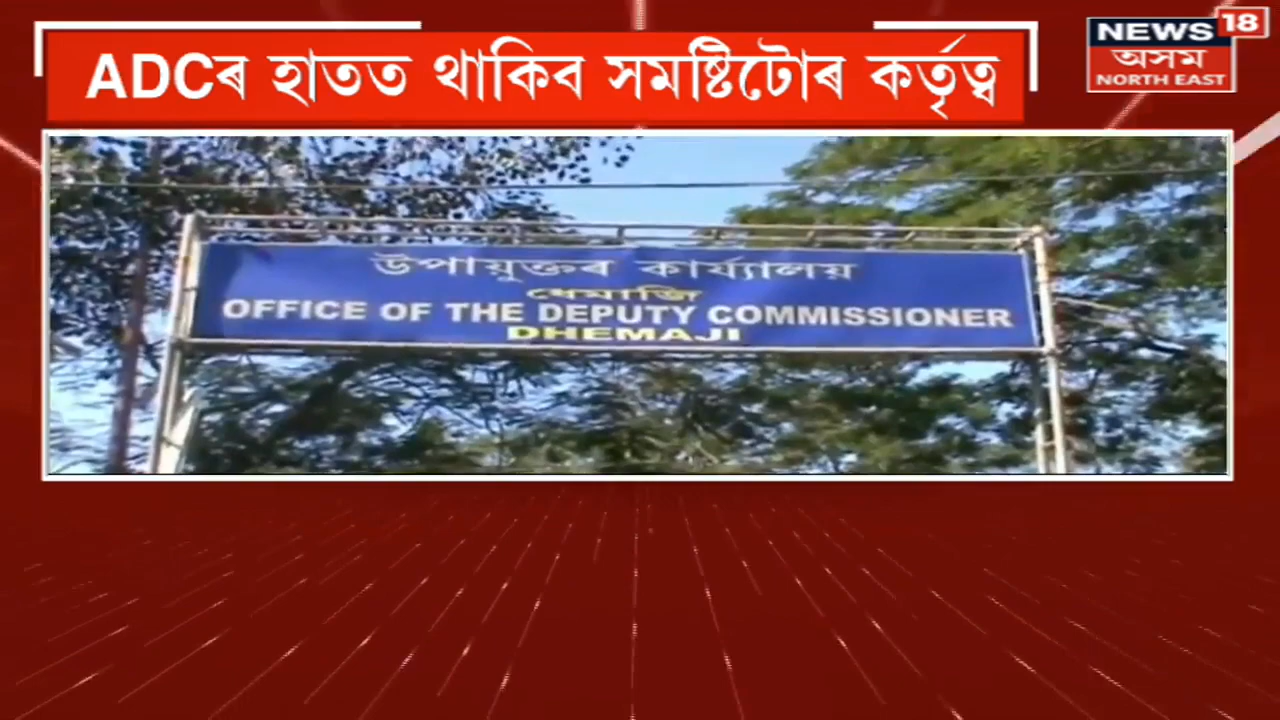 ADCৰ হাতত থাকিব সমষ্টিটোৰ কৰ্তৃত্ব
NEWS 18
অসম
NORTH EAST
উপায়ুক্তৰ কাৰ্য্যালয়
ধেমাজি
OFFICE OF THE DEPUTY COMMISSIONER
DHEMAJI